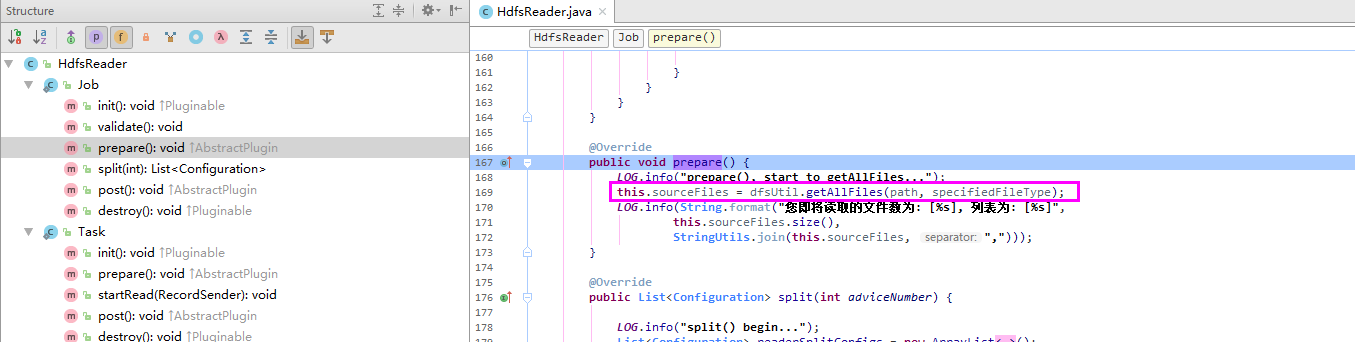 Structure
HdfsReader
Job
init(): void ↑Pluginable
validate(): void
prepare(): void ↑AbstractPlugin
split(int): List<Configuration>
post(): void ↑AbstractPlugin
destroy(): void ↑Pluginable
Task
init(): void ↑Pluginable
prepare(): void ↑AbstractPlugin
startRead(RecordSender): void
post(): void ↑AbstractPlugin
destroy(): void ↑Pluginable
HdfsReader.java
HdfsReader Job prepare()
160
161 }
162 }
163 }
164 }
165
166 @Override
167 public void prepare() {
168 LOG.info("prepare(), start to getAllFiles...");
169 this.sourceFiles = dfsUtil.getAllFiles(path, specifiedFileType);
170 LOG.info(String.format("您即将读取的文件数为: [%s], 列表为: [%s]",
171 this.sourceFiles.size(),
172 StringUtils.join(this.sourceFiles, separator: ",")));
173 }
174
175 @Override
176 public List<Configuration> split(int adviceNumber) {
177
178 LOG.info("split() begin...");
179 List<Configuration> readerSplitConfigs = new ArrayList<~>();